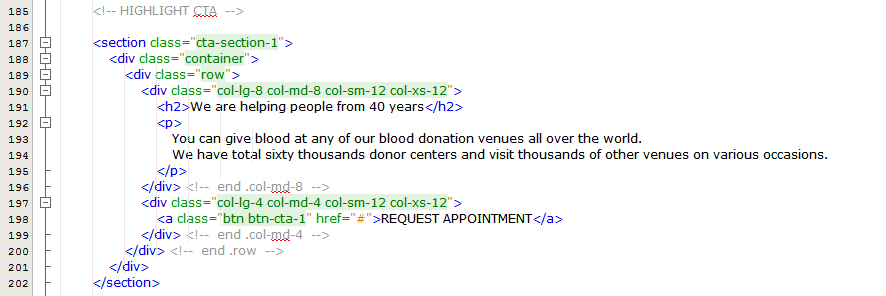 185 <!-- HIGHLIGHT CTA -->
186
187 <section class="cta-section-1">
188 <div class="container">
189 <div class="row">
190 <div class="col-lg-8 col-md-8 col-sm-12 col-xs-12">
191 <h2>We are helping people from 40 years</h2>
192 <p>
193 You can give blood at any of our blood donation venues all over the world.
194 We have total sixty thousands donor centers and visit thousands of other venues on various occasions.
195 </p>
196 </div> <!-- end .col-md-8 -->
197 <div class="col-lg-4 col-md-4 col-sm-12 col-xs-12">
198 <a class="btn btn-cta-1" href="#">REQUEST APPOINTMENT</a>
199 </div> <!-- end .col-md-4 -->
200 </div> <!-- end .row -->
201 </div>
202 </section>